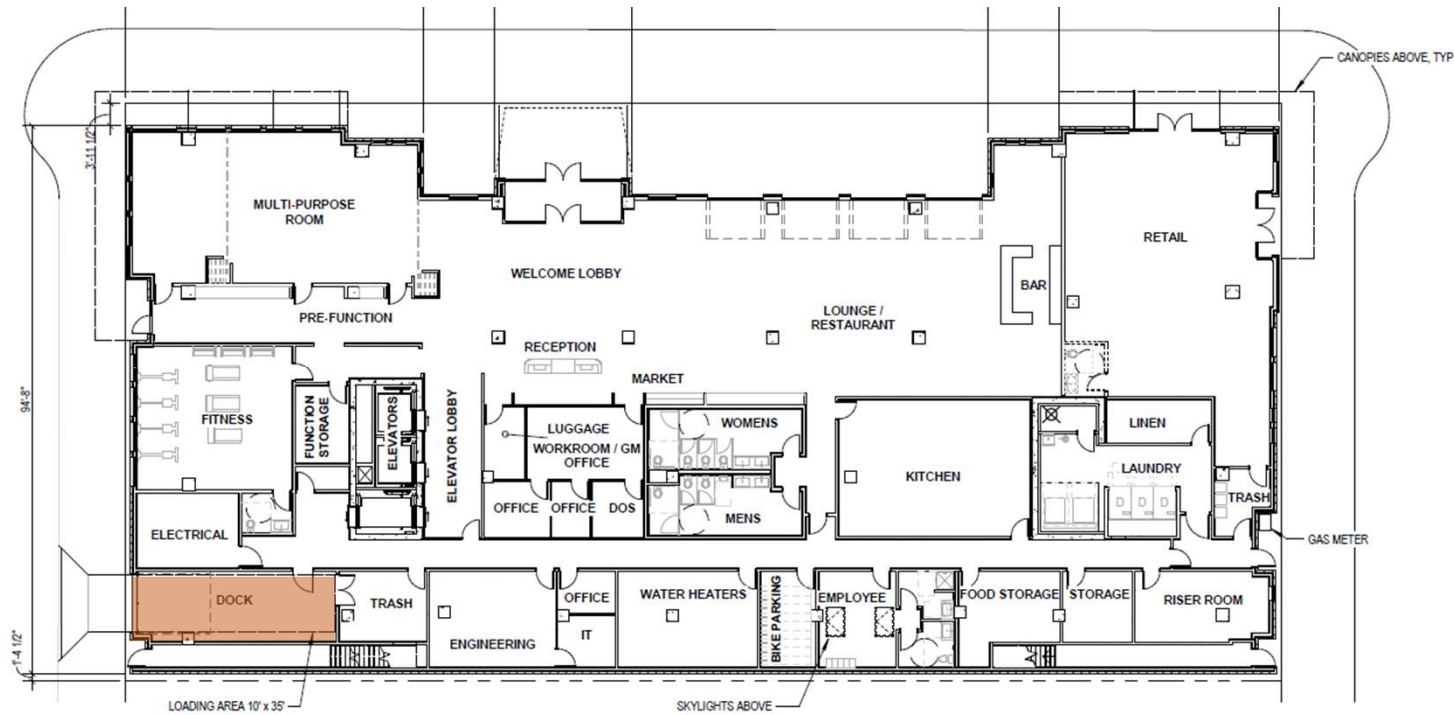 CANOPIES ABOVE, TYP
3'-11 1/2"
94'-8"
1'-4 1/2"
MULTI-PURPOSE
ROOM
RETAIL
WELCOME LOBBY
BAR
PRE-FUNCTION
LOUNGE /
RESTAURANT
RECEPTION
MARKET
FITNESS
FUNCTION
STORAGE
ELEVATORS
ELEVATOR LOBBY
LUGGAGE
WORKROOM / GM
OFFICE
WOMENS
LINEN
KITCHEN
LAUNDRY
TRASH
OFFICE
OFFICE
DOS
MENS
D
D
D
ELECTRICAL
GAS METER
DOCK
TRASH
ENGINEERING
OFFICE
IT
WATER HEATERS
BIKE PARKING
EMPLOYEE
FOOD STORAGE
STORAGE
RISER ROOM
LOADING AREA 10' x 35'
SKYLIGHTS ABOVE